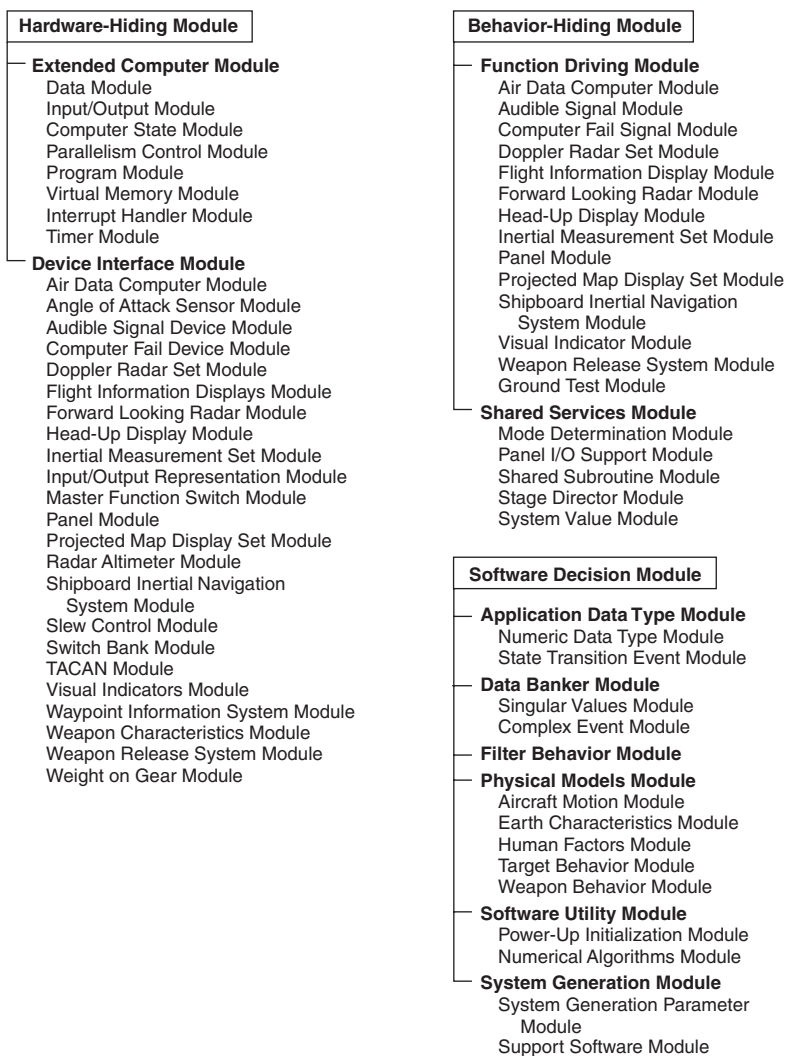 Hardware-Hiding Module
Extended Computer Module
Data Module
Input/Output Module
Computer State Module
Parallelism Control Module
Program Module
Virtual Memory Module
Interrupt Handler Module
Timer Module
Device Interface Module
Air Data Computer Module
Angle of Attack Sensor Module
Audible Signal Device Module
Computer Fail Device Module
Doppler Radar Set Module
Flight Information Displays Module
Forward Looking Radar Module
Head-Up Display Module
Inertial Measurement Set Module
Input/Output Representation Module
Master Function Switch Module
Panel Module
Projected Map Display Set Module
Radar Altimeter Module
Shipboard Inertial Navigation
System Module
Slew Control Module
Switch Bank Module
TACAN Module
Visual Indicators Module
Waypoint Information System Module
Weapon Characteristics Module
Weapon Release System Module
Weight on Gear Module
Behavior-Hiding Module
Function Driving Module
Air Data Computer Module
Audible Signal Module
Computer Fail Signal Module
Doppler Radar Set Module
Flight Information Display Module
Forward Looking Radar Module
Head-Up Display Module
Inertial Measurement Set Module
Panel Module
Projected Map Display Set Module
Shipboard Inertial Navigation
System Module
Visual Indicator Module
Weapon Release System Module
Ground Test Module
Shared Services Module
Mode Determination Module
Panel I/O Support Module
Shared Subroutine Module
Stage Director Module
System Value Module
Software Decision Module
Application Data Type Module
Numeric Data Type Module
State Transition Event Module
Data Banker Module
Singular Values Module
Complex Event Module
Filter Behavior Module
Physical Models Module
Aircraft Motion Module
Earth Characteristics Module
Human Factors Module
Target Behavior Module
Weapon Behavior Module
Software Utility Module
Power-Up Initialization Module
Numerical Algorithms Module
System Generation Module
System Generation Parameter
Module
Support Software Module